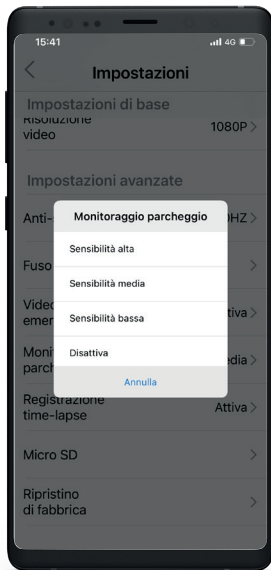 15:41
4G
Impostazioni
Impostazioni di base
Risoluzione
video
1080P >
Impostazioni avanzate
Monitoraggio parcheggio
Anti-
HZ >
Sensibilità alta
Fuso
Sensibilità media
Video
emer
tiva >
Sensibilità bassa
Moni
parch
edia >
Disattiva
Annulla
Registrazione
time-lapse
Attiva >
Micro SD
Ripristino
di fabbrica